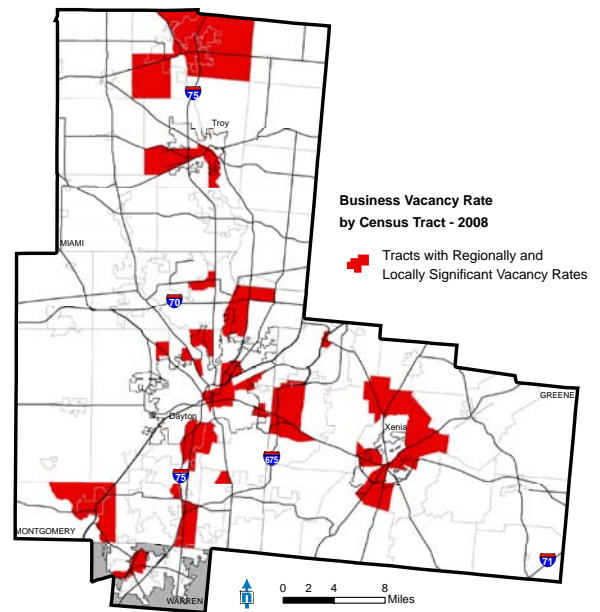 75
Troy
Business Vacancy Rate
by Census Tract - 2008
Tracts with Regionally and
Locally Significant Vacancy Rates
MIAMI
70
GREENE
Dayton
Xenia
675
75
MONTGOMERY
71
WARREN
n
0 2 4 8
Miles